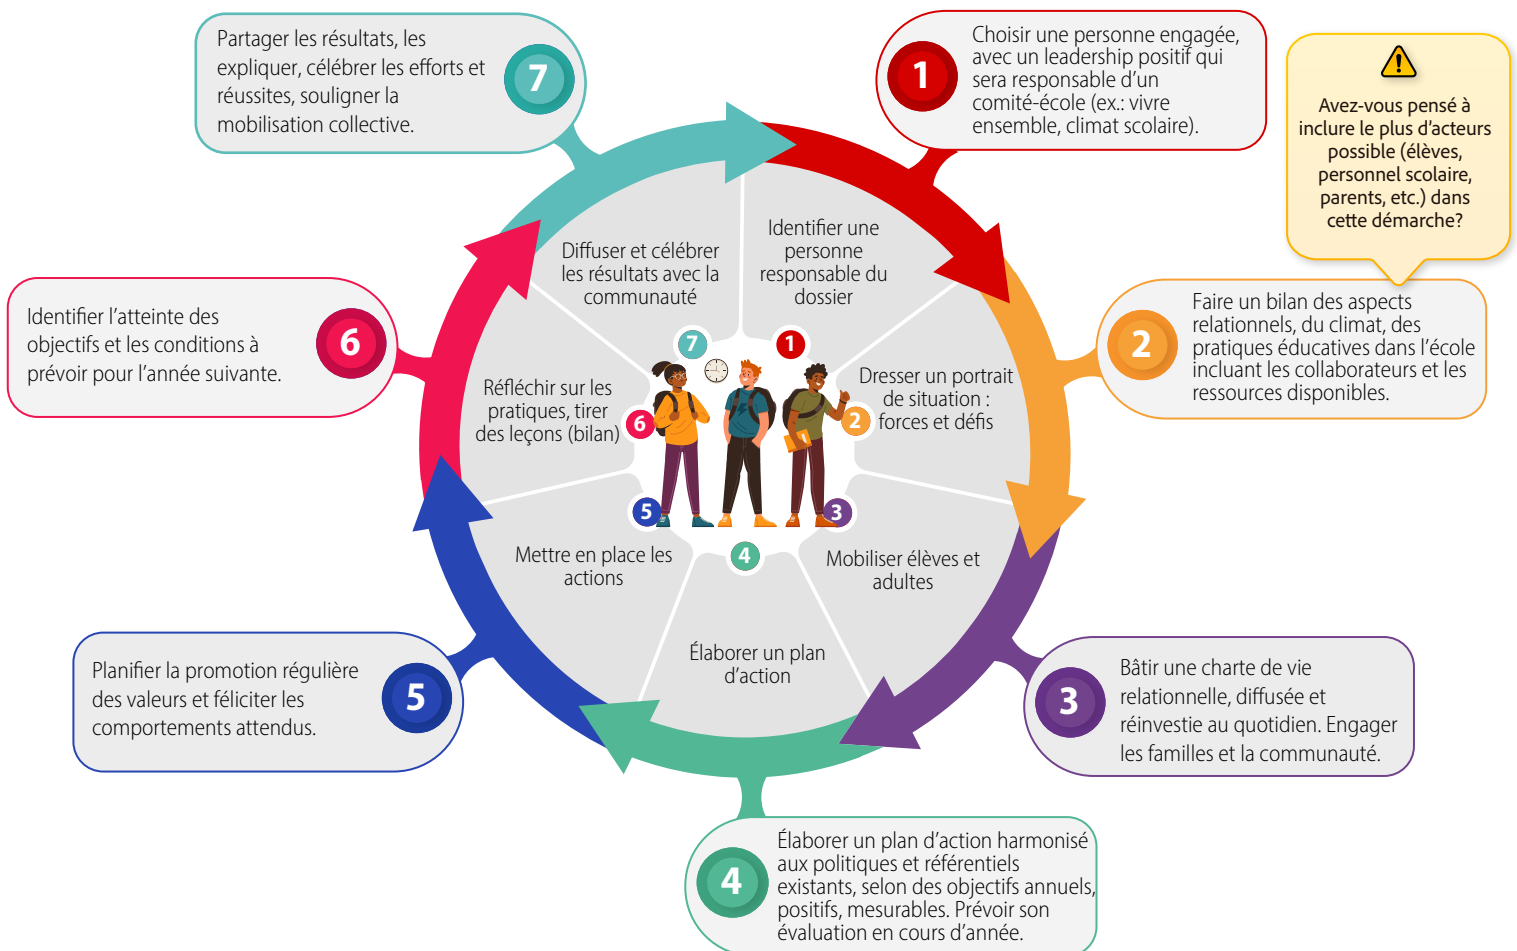 Partager les résultats, les
expliquer, célébrer les efforts et
réussites, souligner la
mobilisation collective.
7
1
Choisir une personne engagée,
avec un leadership positif qui
sera responsable d’un
comité-école (ex.: vivre
ensemble, climat scolaire).
Avez-vous pensé à
inclure le plus d’acteurs
possible (élèves,
personnel scolaire,
parents, etc.) dans
cette démarche?
Diffuser et célébrer
les résultats avec la
communauté
7
Identifier une
personne
responsable du
dossier
1
Identifier l’atteinte des
objectifs et les conditions à
prévoir pour l’année suivante.
6
2
Faire un bilan des aspects
relationnels, du climat, des
pratiques éducatives dans l’école
incluant les collaborateurs et les
ressources disponibles.
Réfléchir sur les
pratiques, tirer
des leçons (bilan)
6
Dresser un portrait
de situation :
forces et défis
2
Mettre en place les
actions
5
Mobiliser élèves et
adultes
3
4
Élaborer un plan
d’action
Planifier la promotion régulière
des valeurs et féliciter les
comportements attendus.
5
3
Bâtir une charte de vie
relationnelle, diffusée et
réinvestie au quotidien. Engager
les familles et la communauté.
4
Élaborer un plan d’action harmonisé
aux politiques et référentiels
existants, selon des objectifs annuels,
positifs, mesurables. Prévoir son
évaluation en cours d’année.